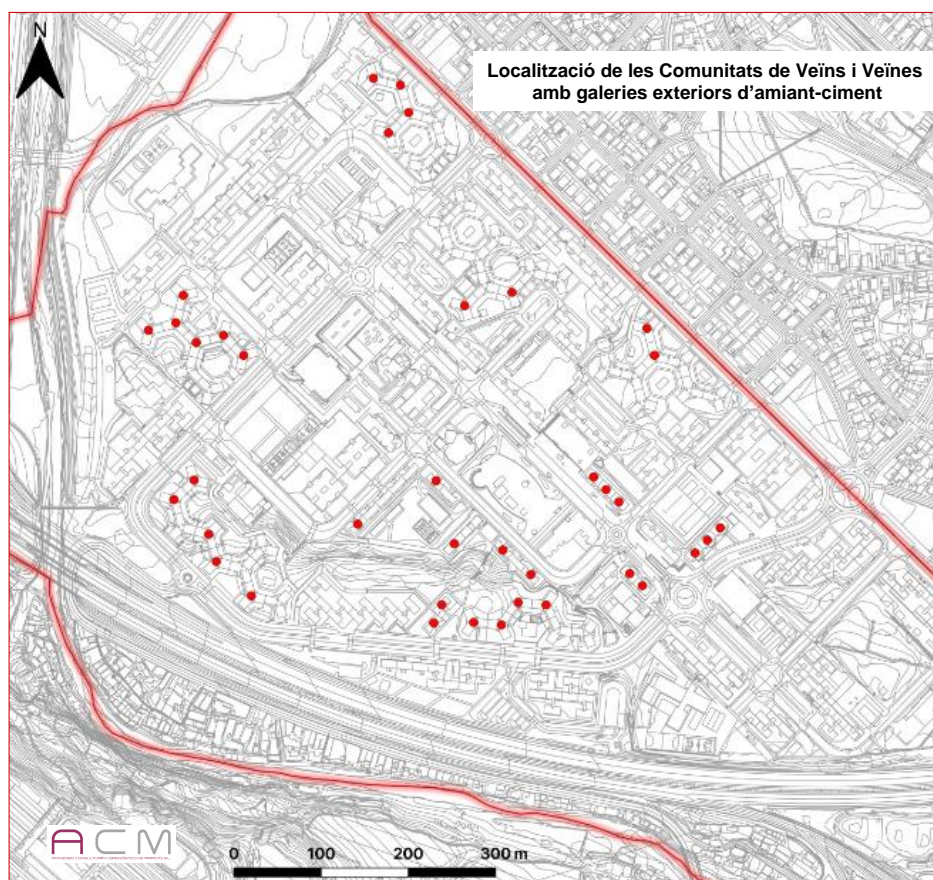 N
Localització de les Comunitats de Veïns i Veïnes
amb galeries exteriors d'amiant-ciment
ACM
0 100 200 300 m